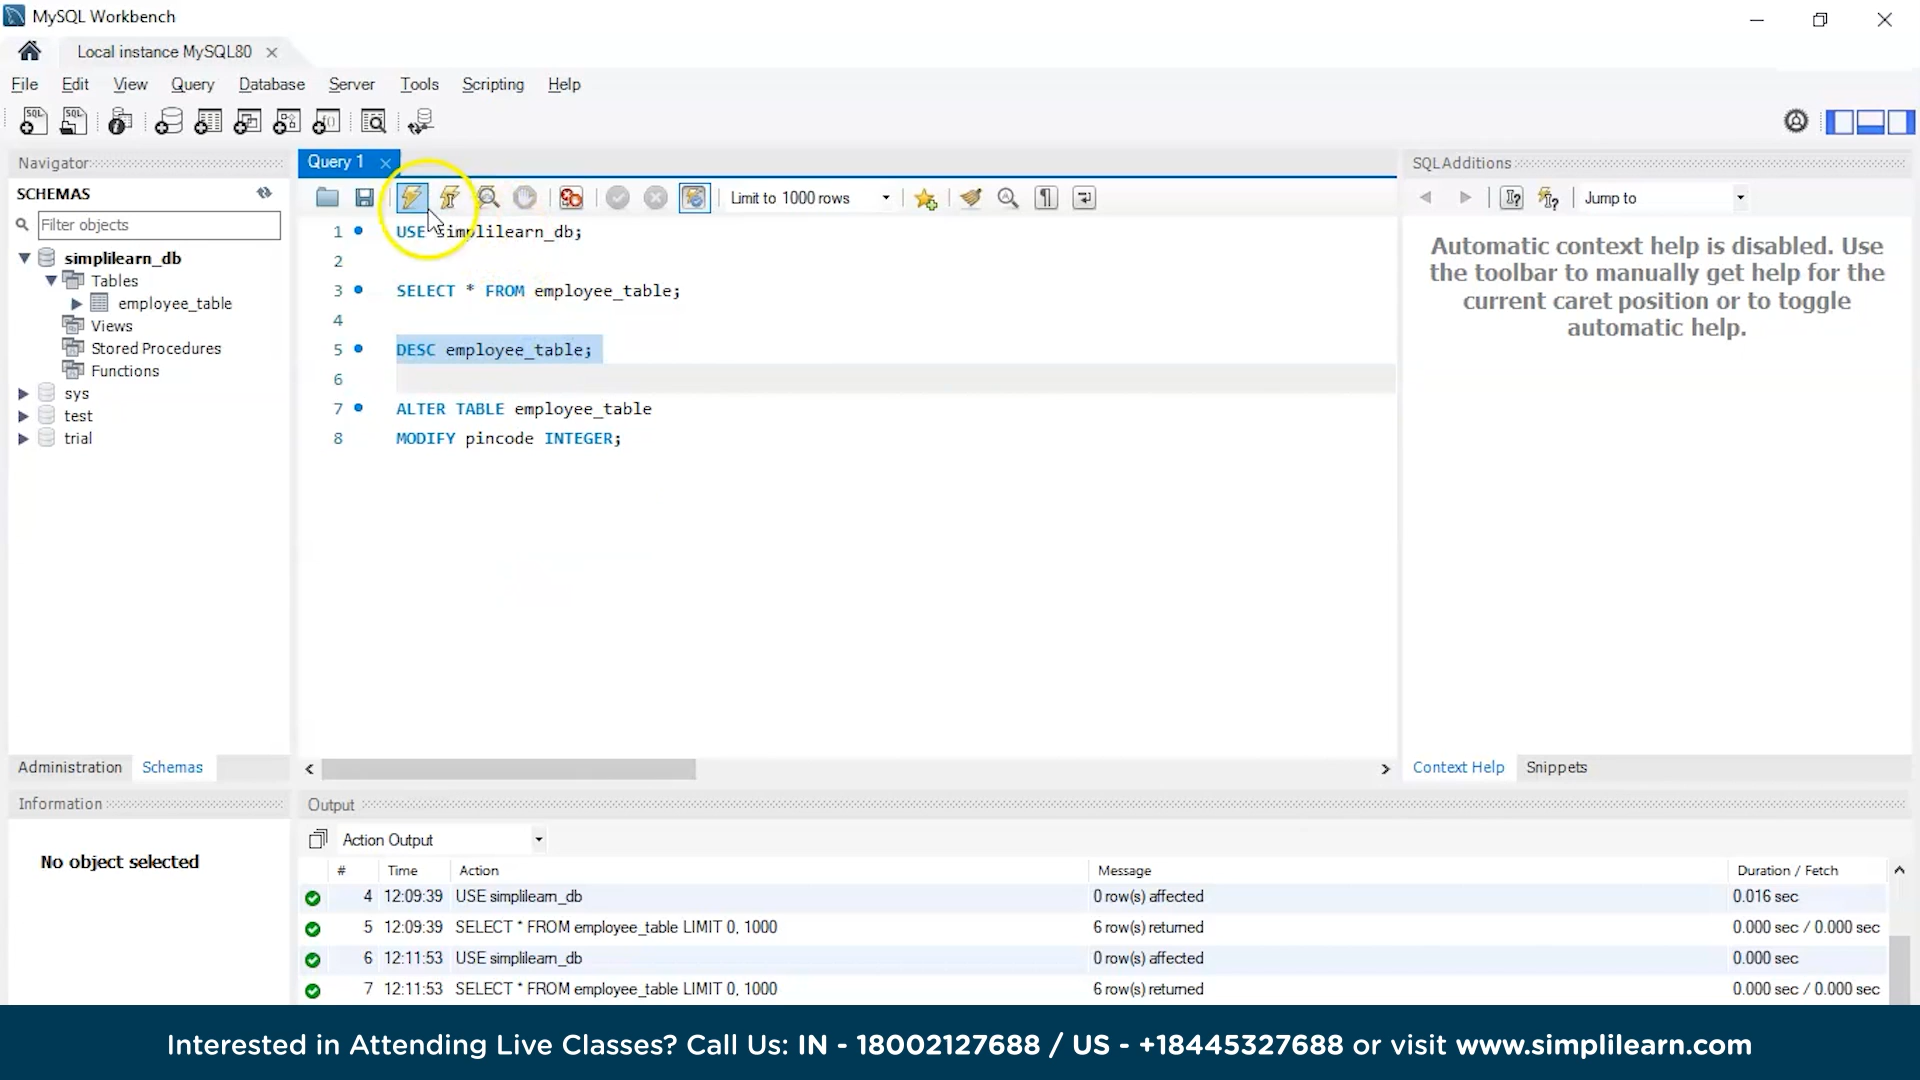 MySQL Workbench
Local instance MySQL80
File Edit View Query Database Server Tools Scripting Help
Navigator
SCHEMAS
Filter objects
simplilearn_db
Tables
employee_table
Views
Stored Procedures
Functions
sys
test
trial
Administration Schemas
Information
No object selected
Query 1
Limit to 1000 rows
1 USE simplilearn_db;
2
3 SELECT * FROM employee_table;
4
5 DESC employee_table;
6
7 ALTER TABLE employee_table
8 MODIFY pincode INTEGER;
SQLAdditions
Jump to
Automatic context help is disabled. Use
the toolbar to manually get help for the
current caret position or to toggle
automatic help.
Context Help Snippets
Output
Action Output
# Time Action Message Duration / Fetch
4 12:09:39 USE simplilearn_db 0 row(s) affected 0.016 sec
5 12:09:39 SELECT * FROM employee_table LIMIT 0, 1000 6 row(s) returned 0.000 sec / 0.000 sec
6 12:11:53 USE simplilearn_db 0 row(s) affected 0.000 sec
7 12:11:53 SELECT * FROM employee_table LIMIT 0, 1000 6 row(s) returned 0.000 sec / 0.000 sec
Interested in Attending Live Classes? Call Us: IN - 18002127688 / US - +18445327688 or visit www.simplilearn.com